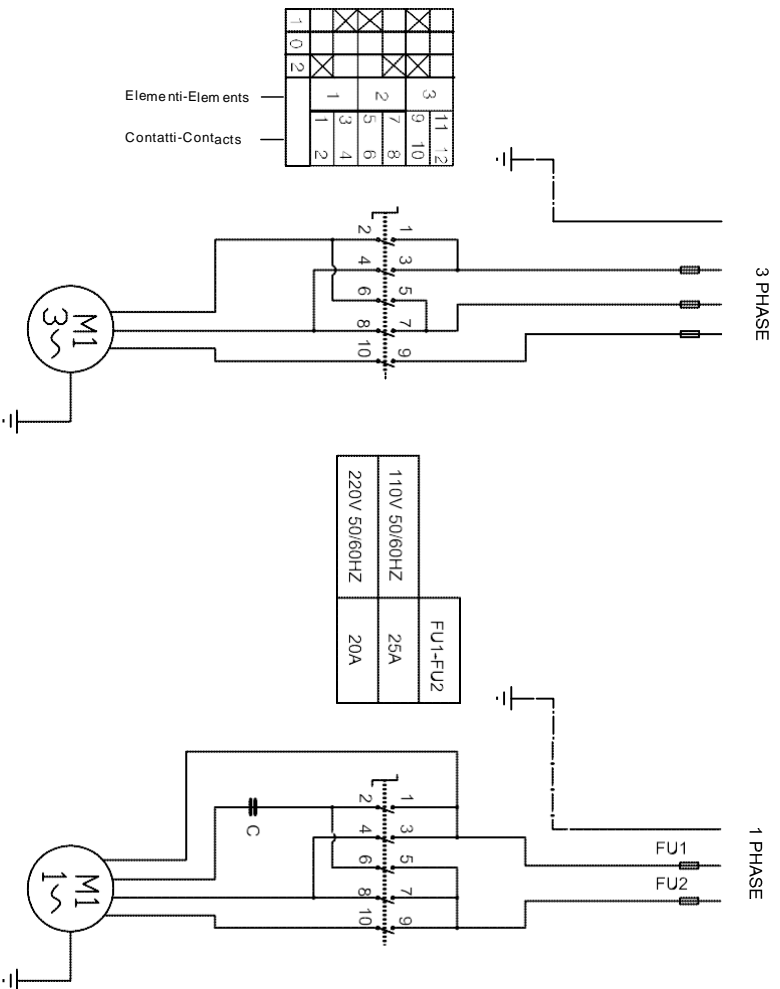 1
0
2
1 2 3
1 3 5 7 9 11
2 4 6 8 10 12
Elementi-Elements
Contatti-Contacts
3 PHASE
2 1
4 3
6 5
8 7
10 9
M1
3~
FU1-FU2
110V 50/60HZ 25A
220V 50/60HZ 20A
1 PHASE
FU1
FU2
C
2 1
4 3
6 5
8 7
10 9
M1
1~